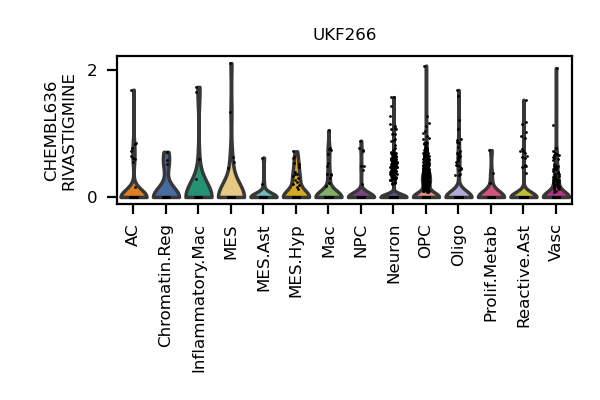 UKF266
CHEMBL636
RIVASTIGMINE
2
0
AC
Chromatin.Reg
Inflammatory.Mac
MES
MES.Ast
MES.Hyp
Mac
NPC
Neuron
OPC
Oligo
Prolif.Metab
Reactive.Ast
Vasc